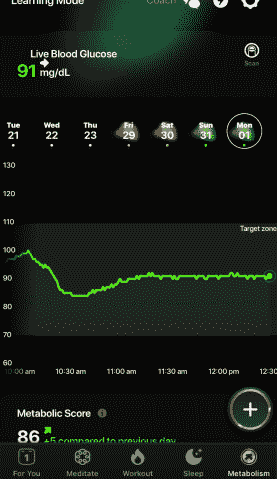 Learning Mode Coach
Live Blood Glucose
91 mg/dL
Scan
Tue Wed Thu Fri Sat Sun Mon
21 22 23 29 30 31 01
130
120
110
Target zone
100
90
80
70
60
10:00 am 10:30 am 11:00 am 11:30 am 12:00 pm 12:30
Metabolic Score
86 +5 compared to previous day
1
For You Meditate Workout Sleep Metabolism